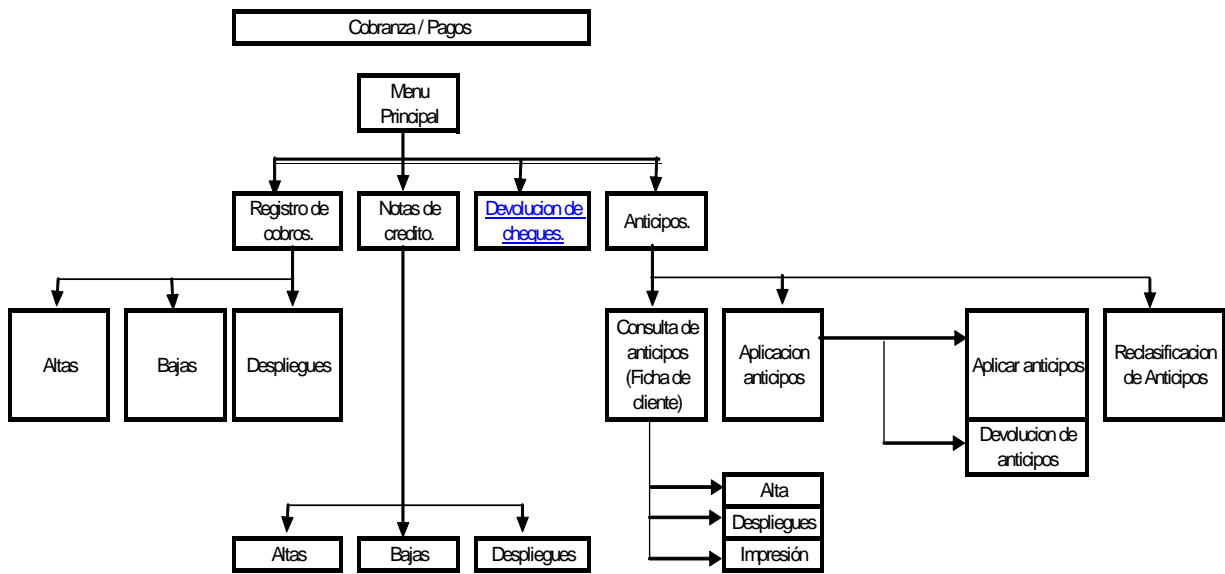 Cobranza / Pagos
Menu
Principal
Registro de
cobros.
Notas de
credito.
Devolucion de
cheques.
Anticipos.
Altas
Bajas
Despliegues
Consulta de
anticipos
(Ficha de
cliente)
Aplicacion
anticipos
Aplicar anticipos
Reclasificacion
de Anticipos
Devolucion de
anticipos
Alta
Despliegues
Impresión
Altas
Bajas
Despliegues